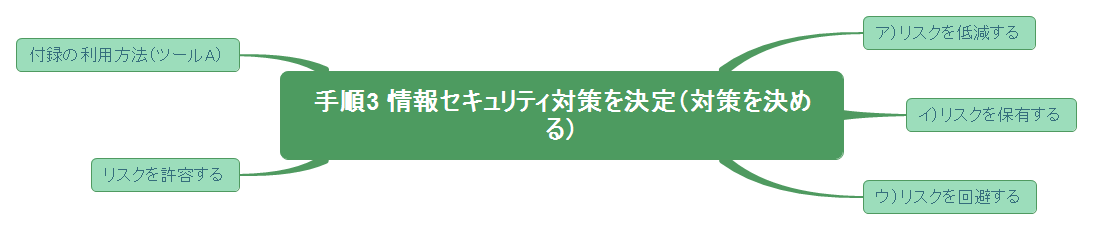 手順3 情報セキュリティ対策を決定（対策を決め
る）
ア）リスクを低減する
イ）リスクを保有する
ウ）リスクを回避する
リスクを許容する
付録の利用方法（ツールA）